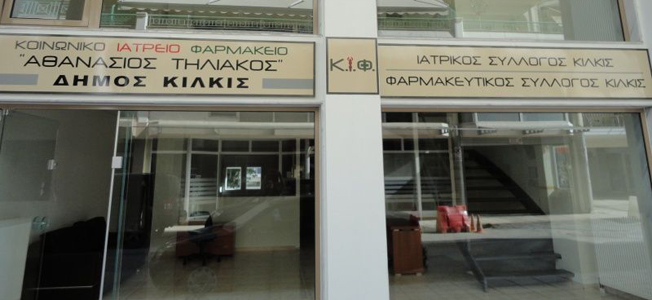 ΚΟΙΝΩΝΙΚΟ ΙΑΤΡΕΙΟ ΦΑΡΜΑΚΕΙΟ
"ΑΘΑΝΑΣΙΟΣ ΤΗΛΙΑΚΟΣ"
ΔΗΜΟΣ ΚΙΛΚΙΣ
Κ.Ι.Φ.
ΙΑΤΡΙΚΟΣ ΣΥΛΛΟΓΟΣ ΚΙΛΚΙΣ
ΦΑΡΜΑΚΕΥΤΙΚΟΣ ΣΥΛΛΟΓΟΣ ΚΙΛΚΙΣ